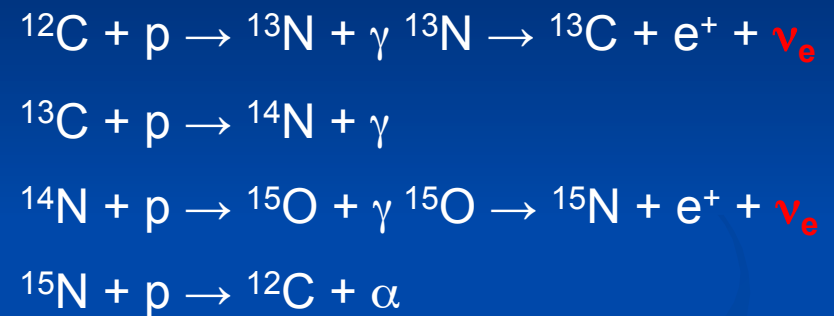 ¹²C + p → ¹³N + γ ¹³N → ¹³C + e⁺ + νₑ
¹³C + p → ¹⁴N + γ
¹⁴N + p → ¹⁵O + γ ¹⁵O → ¹⁵N + e⁺ + νₑ
¹⁵N + p → ¹²C + α